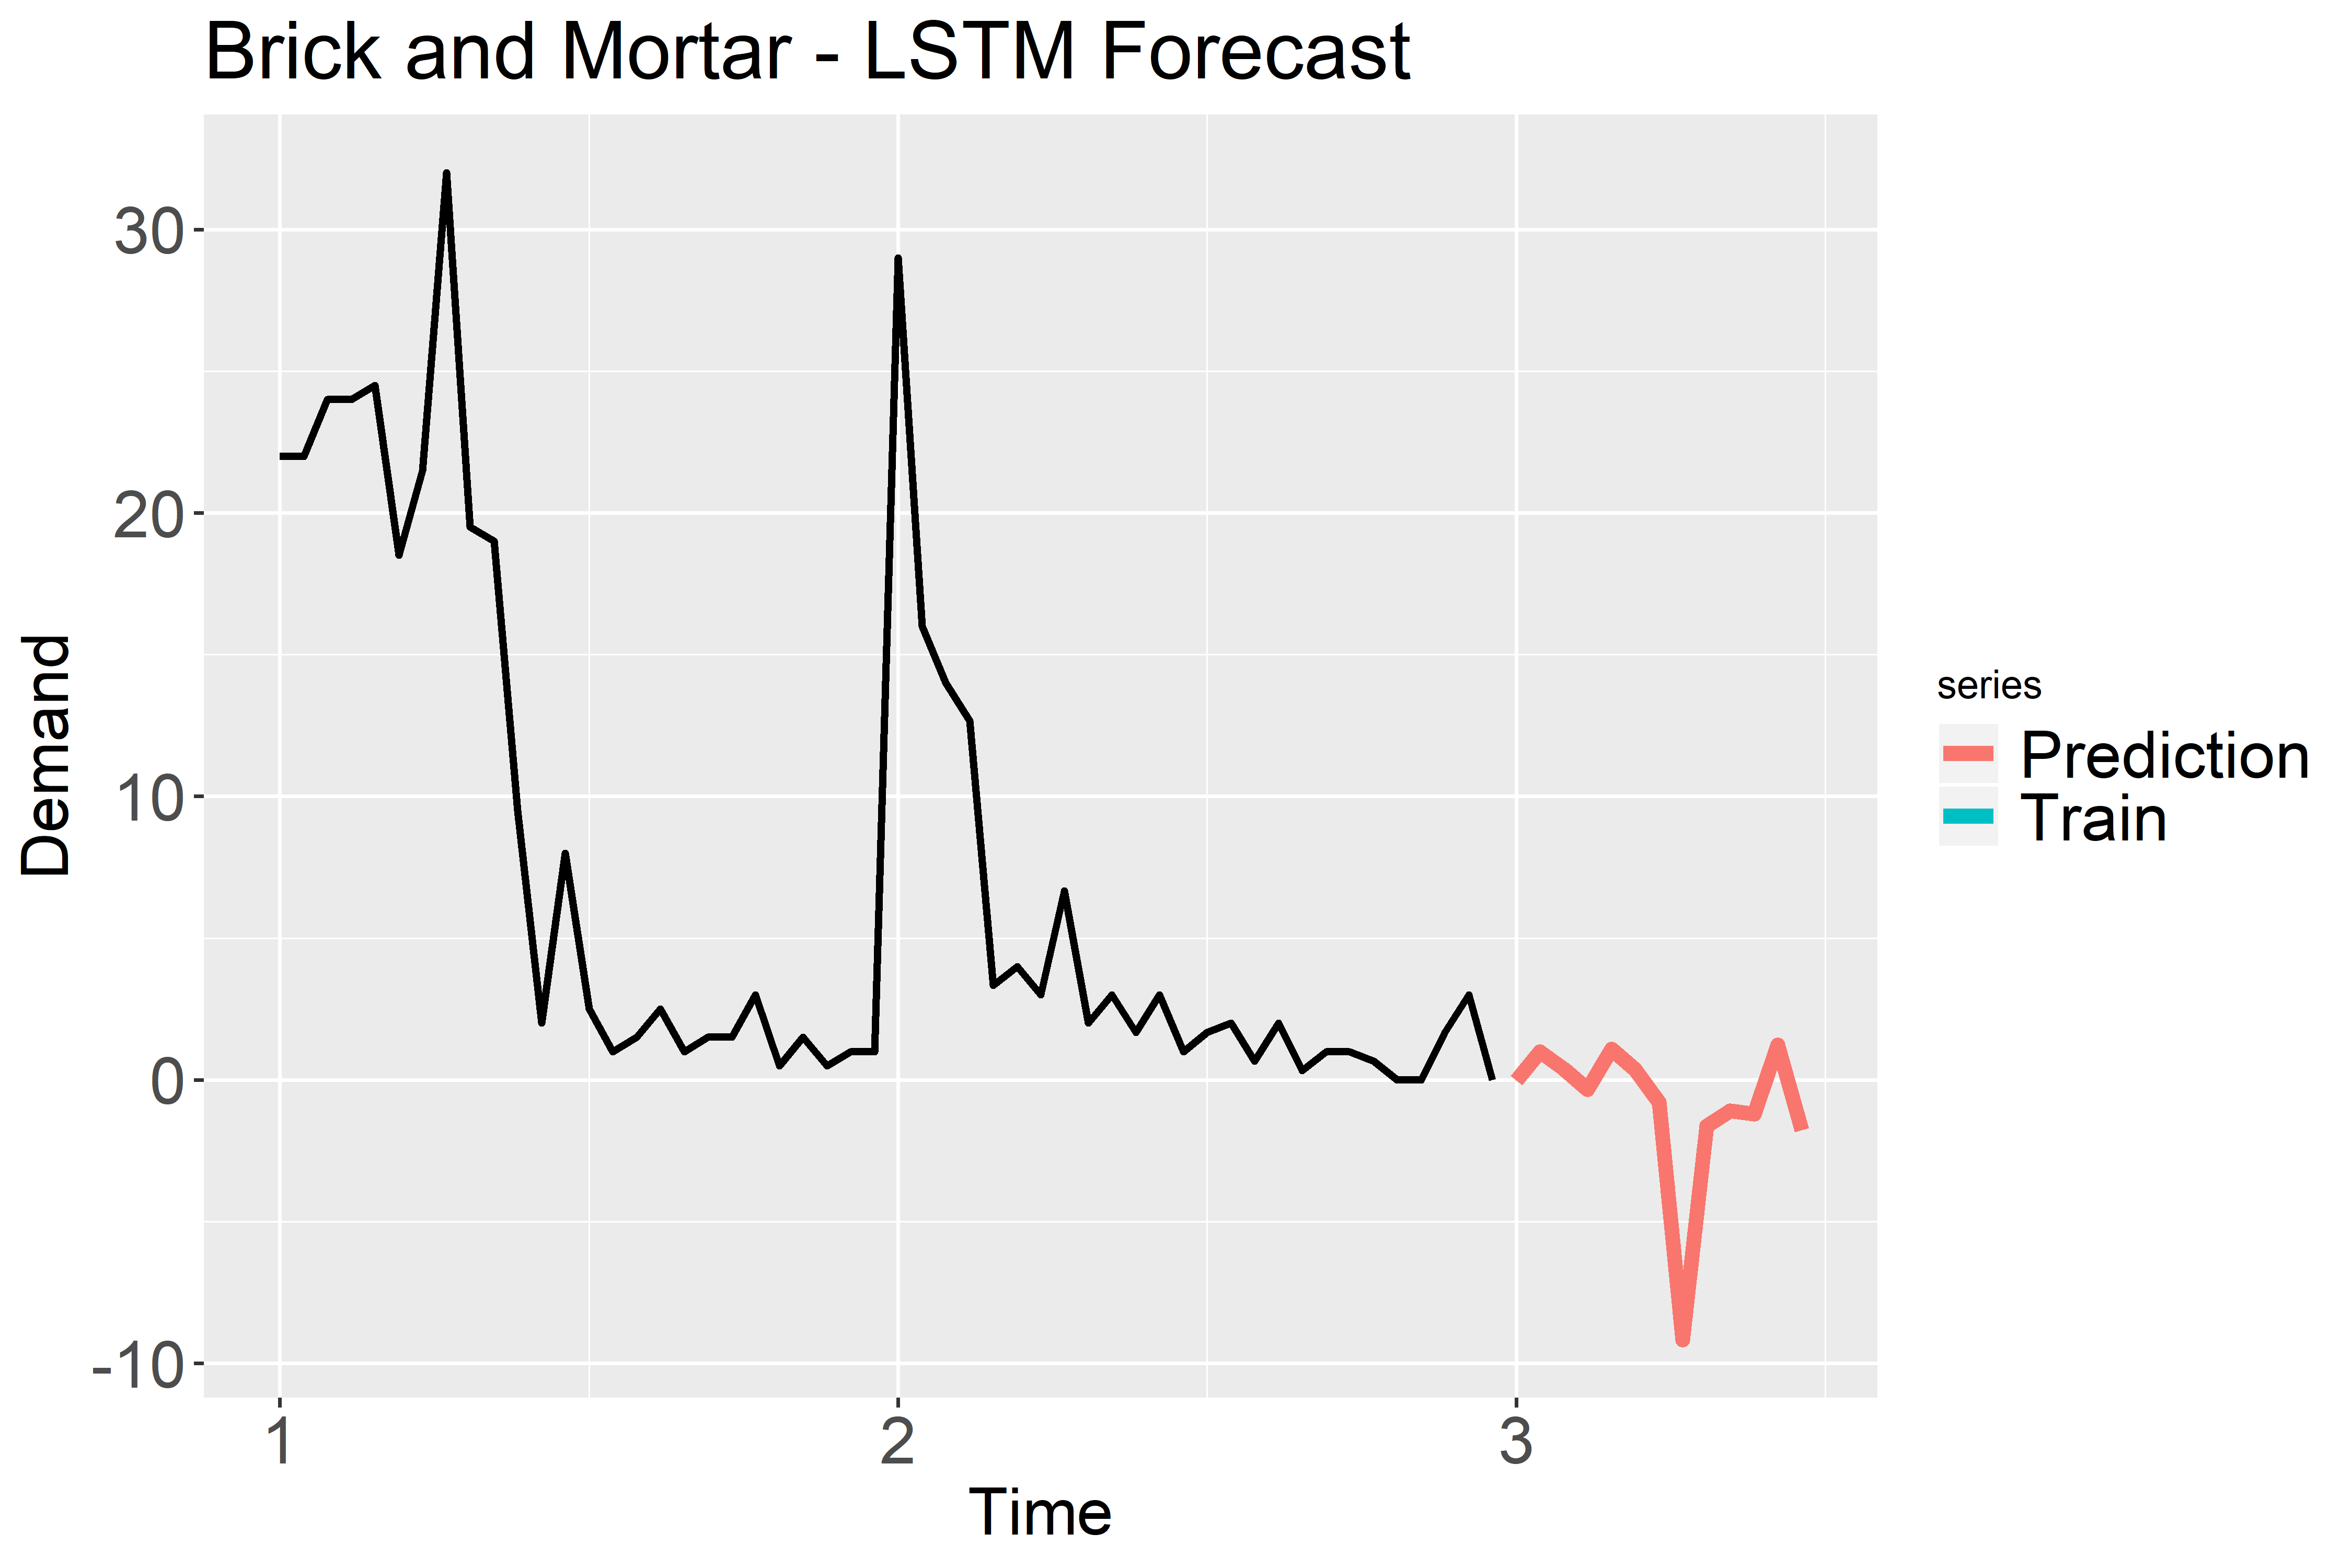 Brick and Mortar - LSTM Forecast
30
20
10
0
-10
Demand
1
2
3
Time
series
Prediction
Train